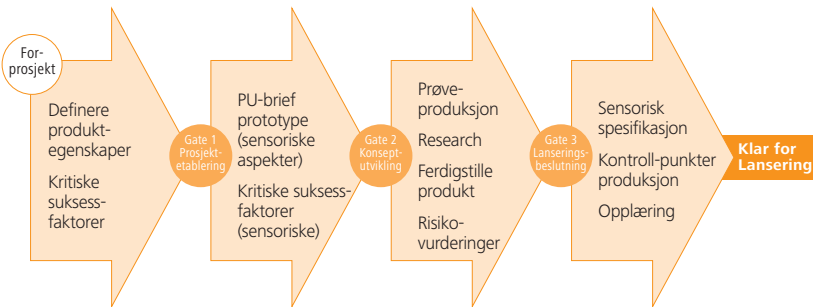 For-
prosjekt
Definere
produkt-
egenskaper
Kritiske
suksess-
faktorer
Gate 1
Prosjekt-
etablering
PU-brief
prototype
(sensoriske
aspekter)
Kritiske suksess-
faktorer
(sensoriske)
Gate 2
Konsept-
utvikling
Prøve-
produksjon
Research
Ferdigstille
produkt
Risiko-
vurderinger
Gate 3
Lanserings-
beslutning
Sensorisk
spesifikasjon
Kontroll-punkter
produksjon
Opplæring
Klar for
Lansering